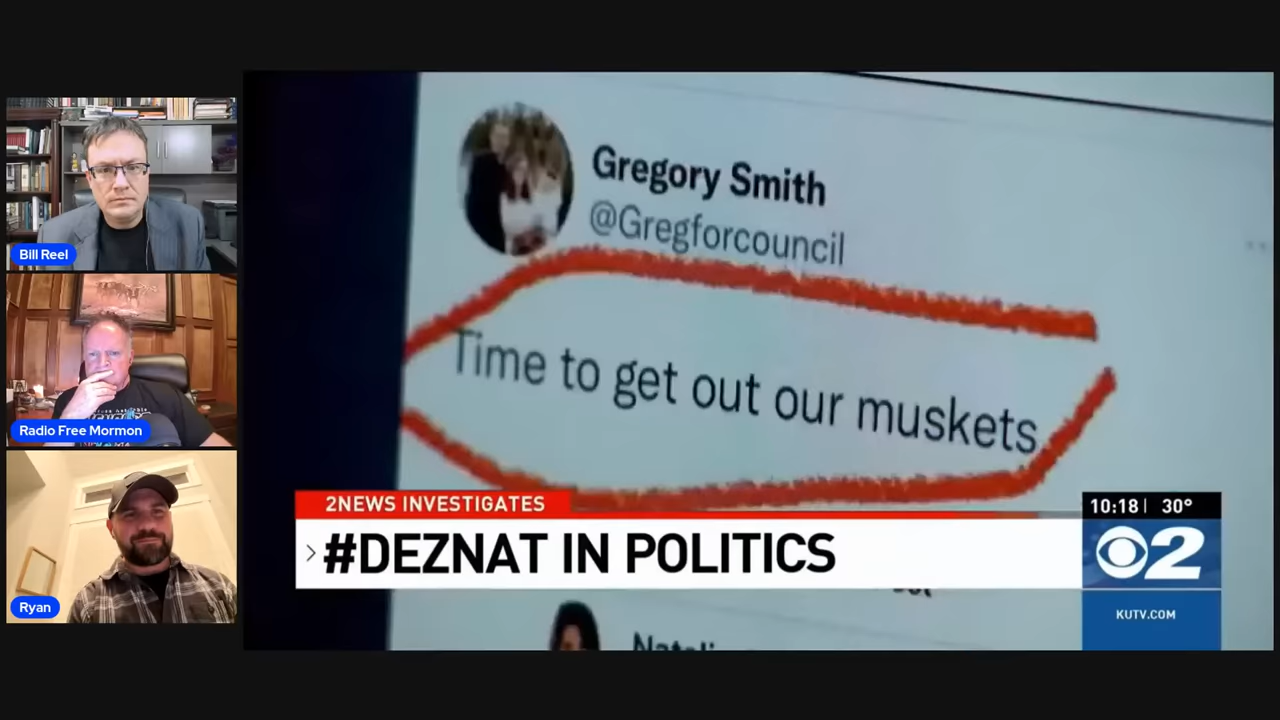 Bill Reel
Radio Free Mormon
Ryan
Gregory Smith
@Gregforcouncil
Time to get out our muskets
2NEWS INVESTIGATES
10:18 30°
#DEZNAT IN POLITICS
2
KUTV.COM